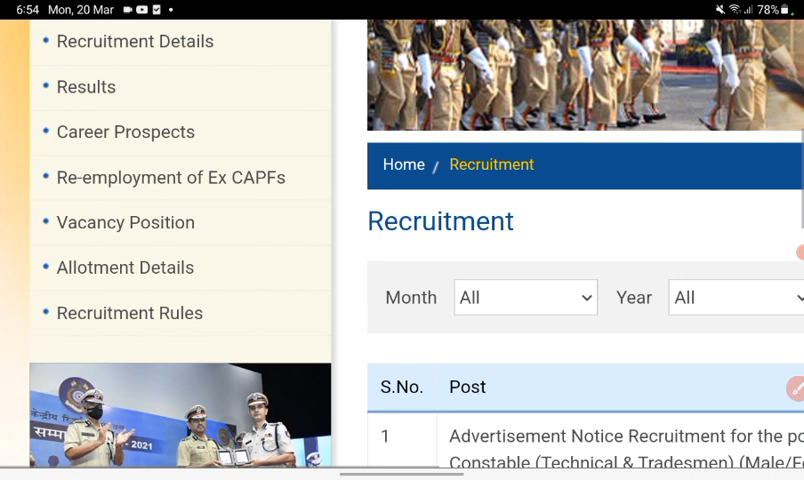 6:54 Mon, 20 Mar
78%
Recruitment Details
Results
Career Prospects
Re-employment of Ex CAPFs
Vacancy Position
Allotment Details
Recruitment Rules
केन्द्रीय
सम्म
- 2021
Home / Recruitment
Recruitment
Month All Year All
S.No. Post
1 Advertisement Notice Recruitment for the po
Constable (Technical & Tradesmen) (Male/Fe